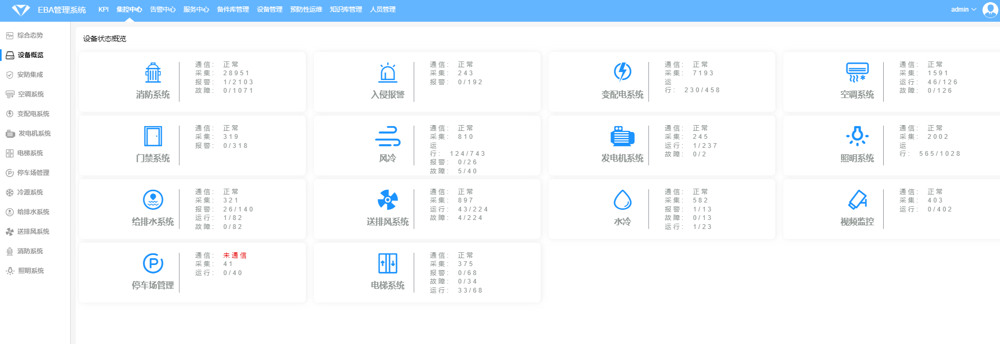 EBA管理系统 KPI 集控中心 告警中心 服务中心 备件库管理 设备管理 预防性运维 知识库管理 人员管理 admin
综合态势
设备概览
安防集成
空调系统
变配电系统
发电机系统
电梯系统
停车场管理
冷源系统
给排水系统
送排风系统
消防系统
照明系统
设备状态概览
消防系统
通信： 正常
采集： 28951
报警： 1/2103
故障： 0/1071
入侵报警
通信： 正常
采集： 243
报警： 0/192
变配电系统
通信： 正常
采集： 7193
运
行： 230/458
空调系统
通信： 正常
采集： 1591
运行： 46/126
故障： 0/126
门禁系统
通信： 正常
采集： 319
报警： 0/318
风冷
通信： 正常
采集： 810
运
行： 124/743
报警： 0/26
故障： 5/40
发电机系统
通信： 正常
采集： 245
运行： 1/237
故障： 0/2
照明系统
通信： 正常
采集： 2002
运
行： 565/1028
给排水系统
通信： 正常
采集： 321
报警： 26/140
运行： 1/82
故障： 0/82
送排风系统
通信： 正常
采集： 897
运行： 43/224
故障： 4/224
水冷
通信： 正常
采集： 582
报警： 1/13
故障： 0/13
运行： 1/23
视频监控
通信： 正常
采集： 403
运行： 0/402
停车场管理
通信： 未通信
采集： 41
运行： 0/40
电梯系统
通信： 正常
采集： 375
报警： 0/68
故障： 0/34
运行： 33/68